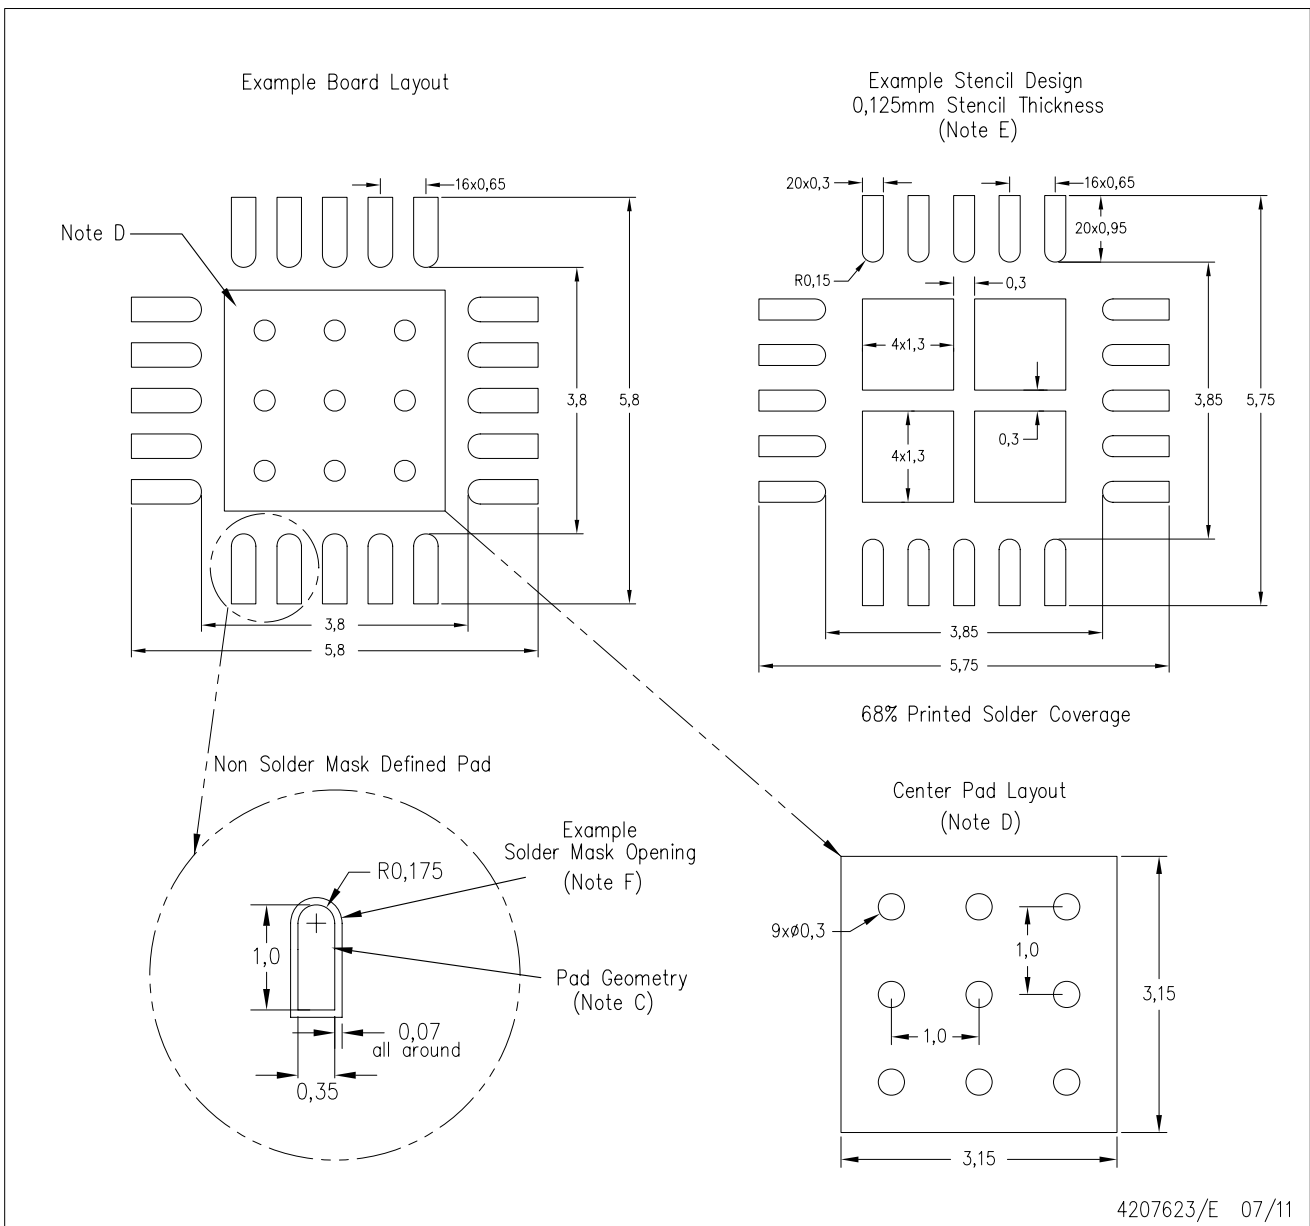 Example Board Layout
Example Stencil Design
0,125mm Stencil Thickness
(Note E)
16x0,65
Note D
3,8
5,8
3,8
5,8
20x0,3
16x0,65
20x0,95
R0,15
0,3
4x1,3
0,3
4x1,3
3,85
5,75
3,85
5,75
68% Printed Solder Coverage
Non Solder Mask Defined Pad
Example
Solder Mask Opening
(Note F)
R0,175
1,0
Pad Geometry
(Note C)
0,07
all around
0,35
Center Pad Layout
(Note D)
9xø0,3
1,0
1,0
3,15
3,15
4207623/E 07/11